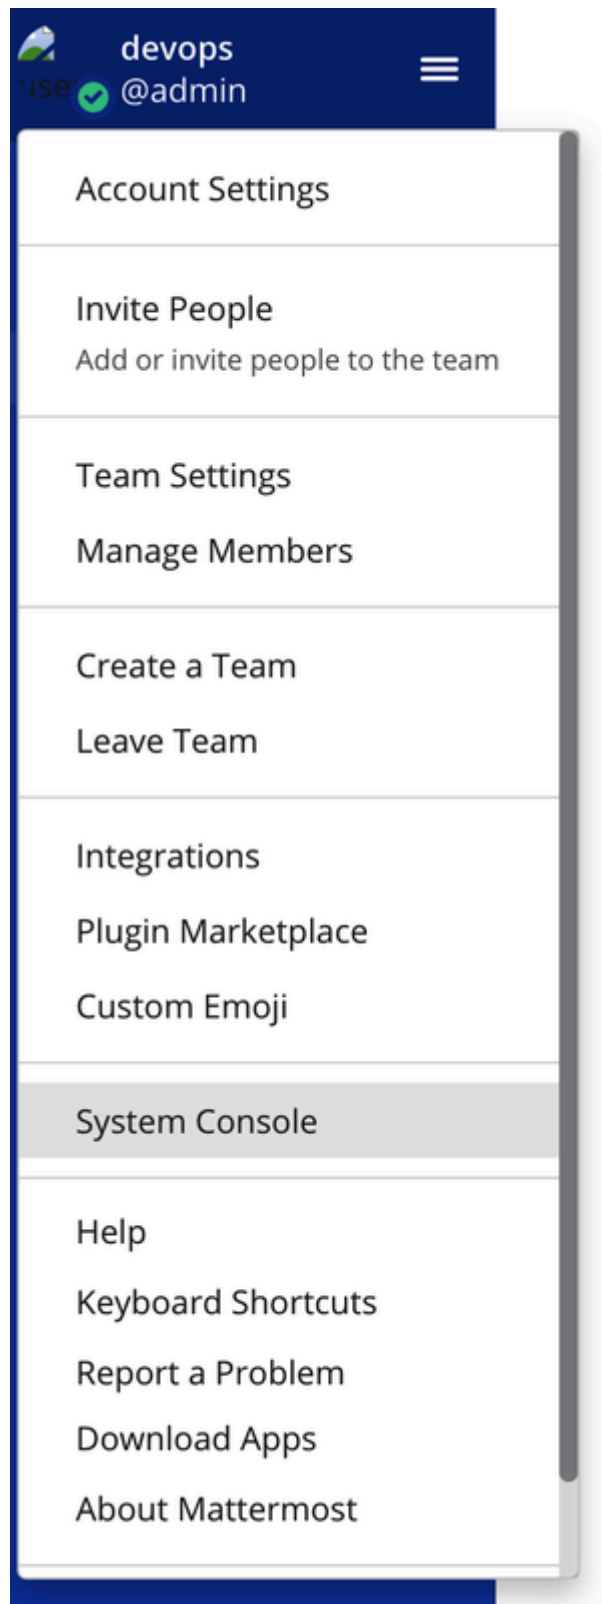 devops
@admin
Account Settings
Invite People
Add or invite people to the team
Team Settings
Manage Members
Create a Team
Leave Team
Integrations
Plugin Marketplace
Custom Emoji
System Console
Help
Keyboard Shortcuts
Report a Problem
Download Apps
About Mattermost